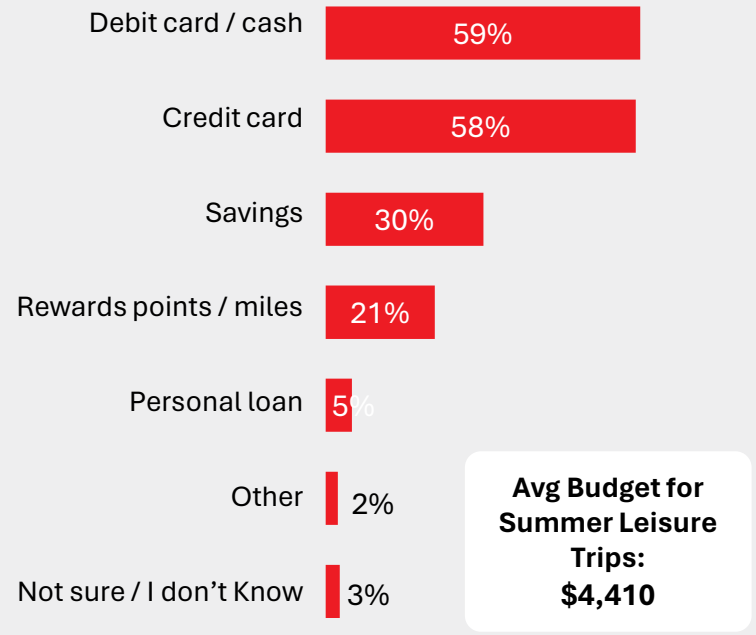 Debit card / cash 59%
Credit card 58%
Savings 30%
Rewards points / miles 21%
Personal loan 5%
Other 2%
Not sure / I don’t Know 3%
Avg Budget for
Summer Leisure
Trips:
$4,410